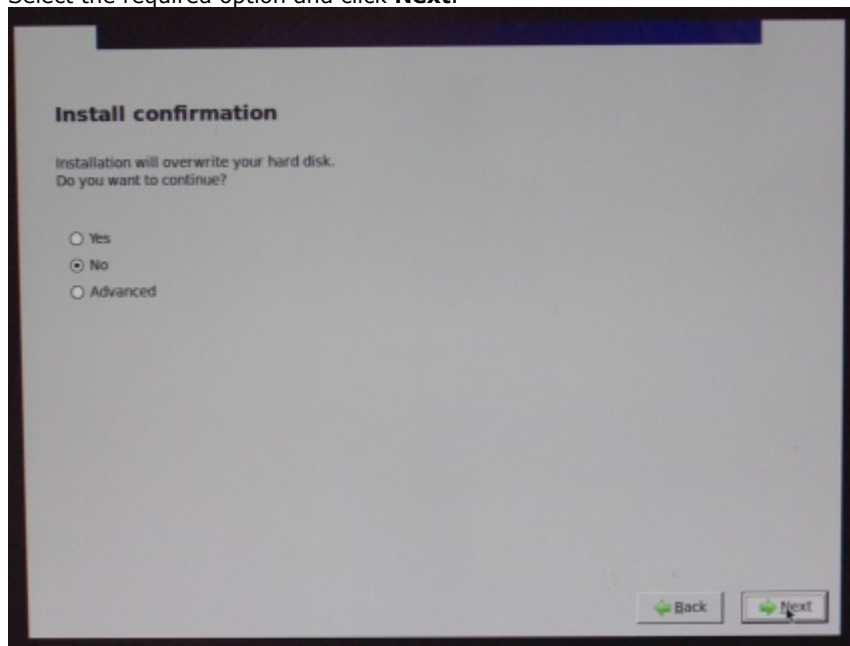 Select the required option and click Next.
Install confirmation
Installation will overwrite your hard disk.
Do you want to continue?
Yes
No
Advanced
Back
Next